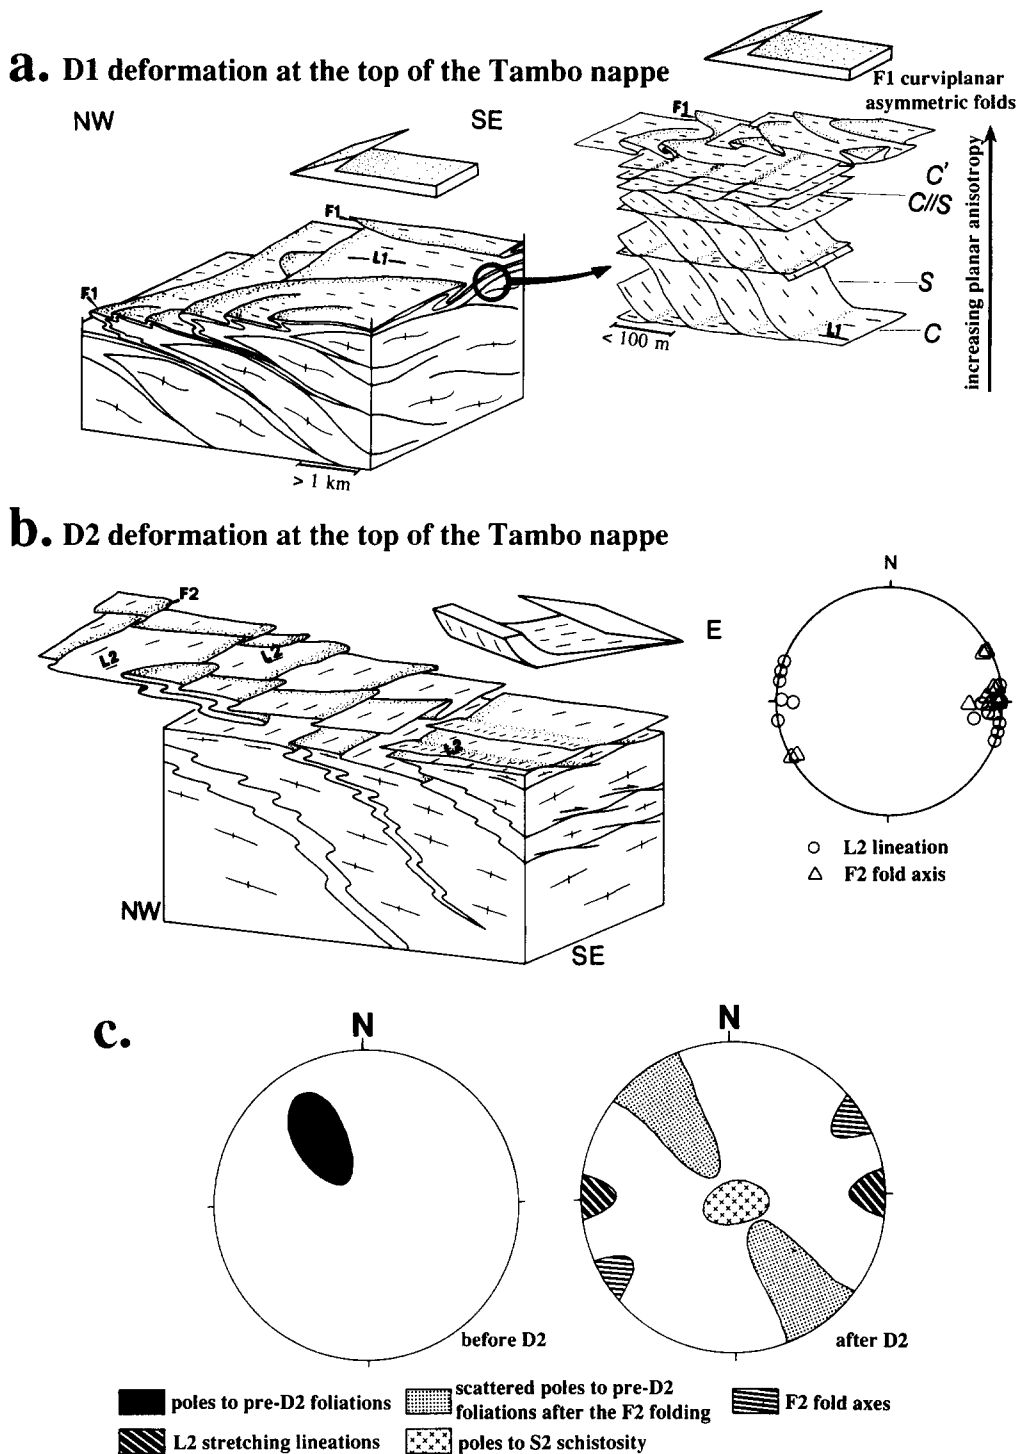 a. D1 deformation at the top of the Tambo nappe
NW
SE
F1
L1
F1
> 1 km
F1 curviplanar
asymmetric folds
F1
C'
C//S
S
C
L1
< 100 m
increasing planar anisotropy
b. D2 deformation at the top of the Tambo nappe
F2
L2
L2
L2
E
NW
SE
N
L2 lineation
F2 fold axis
c.
N
before D2
N
after D2
poles to pre-D2 foliations
scattered poles to pre-D2
foliations after the F2 folding
F2 fold axes
L2 stretching lineations
poles to S2 schistosity